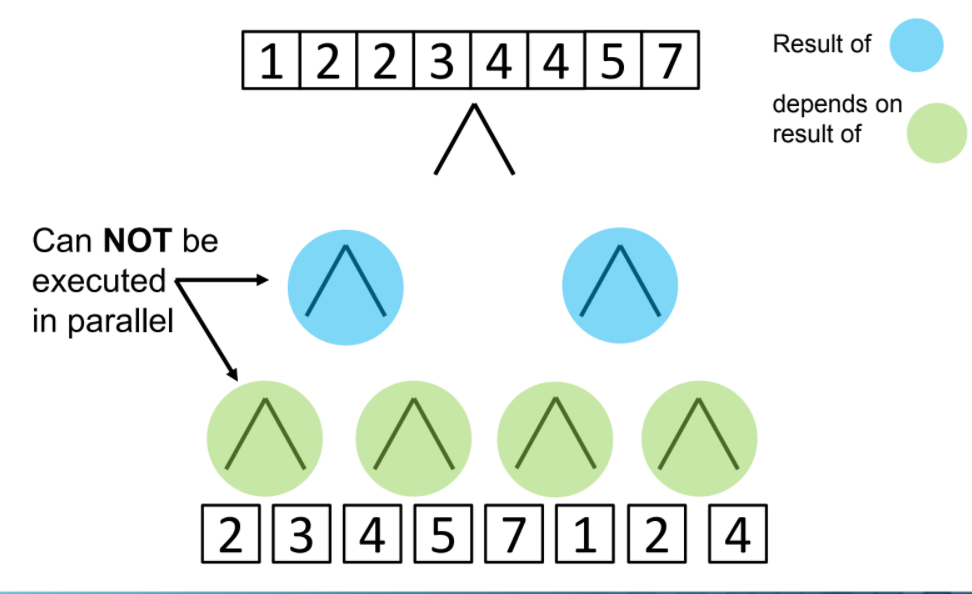 1 2 2 3 4 4 5 7
Result of
depends on
result of
Can NOT be
executed
in parallel
2 3 4 5 7 1 2 4